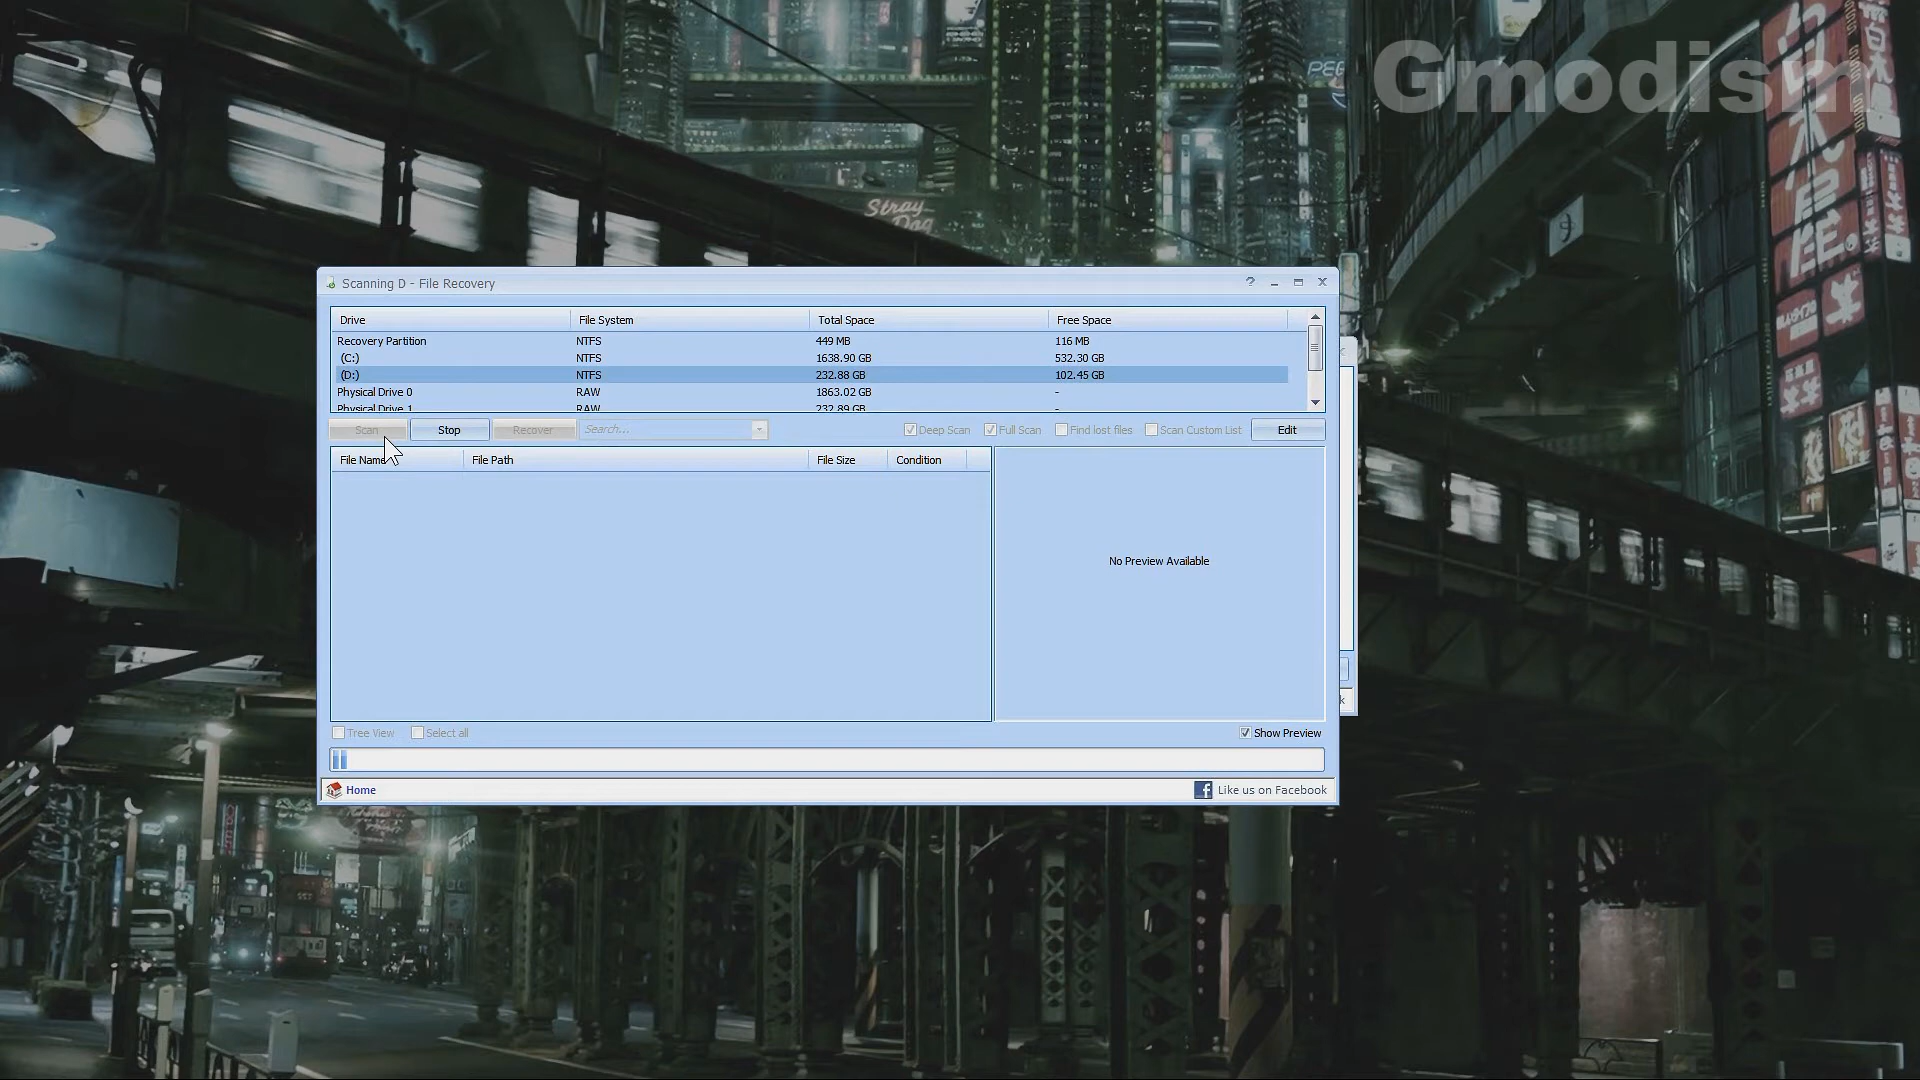 Gmodism
Stray
Dog
Scanning D - File Recovery
Drive File System Total Space Free Space
Recovery Partition NTFS 449 MB 116 MB
(C:) NTFS 1638.90 GB 532.30 GB
(D:) NTFS 232.88 GB 102.45 GB
Physical Drive 0 RAW 1863.02 GB -
Physical Drive 1 RAW 232.89 GB -
Scan Stop Recover Search... Deep Scan Full Scan Find lost files Scan Custom List Edit
File Name File Path File Size Condition
No Preview Available
Tree View Select all Show Preview
Home Like us on Facebook